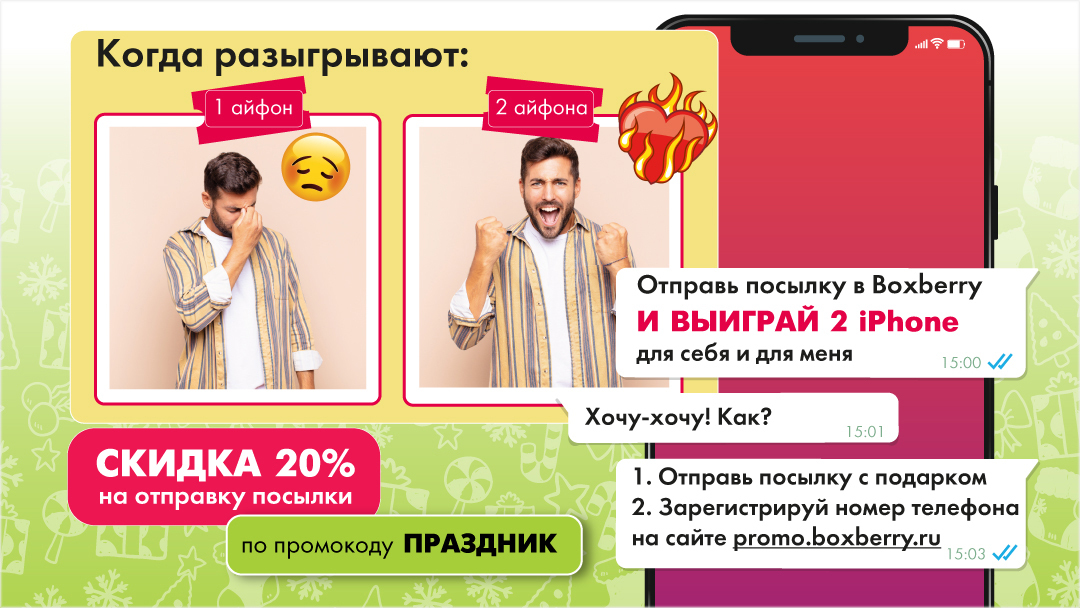 Когда разыгрывают:
1 айфон
2 айфона
Отправь посылку в Boxberry
И ВЫИГРАЙ 2 iPhone
для себя и для меня
15:00
Хочу-хочу! Как?
15:01
1. Отправь посылку с подарком
2. Зарегистрируй номер телефона
на сайте promo.boxberry.ru
15:03
СКИДКА 20%
на отправку посылки
по промокоду ПРАЗДНИК